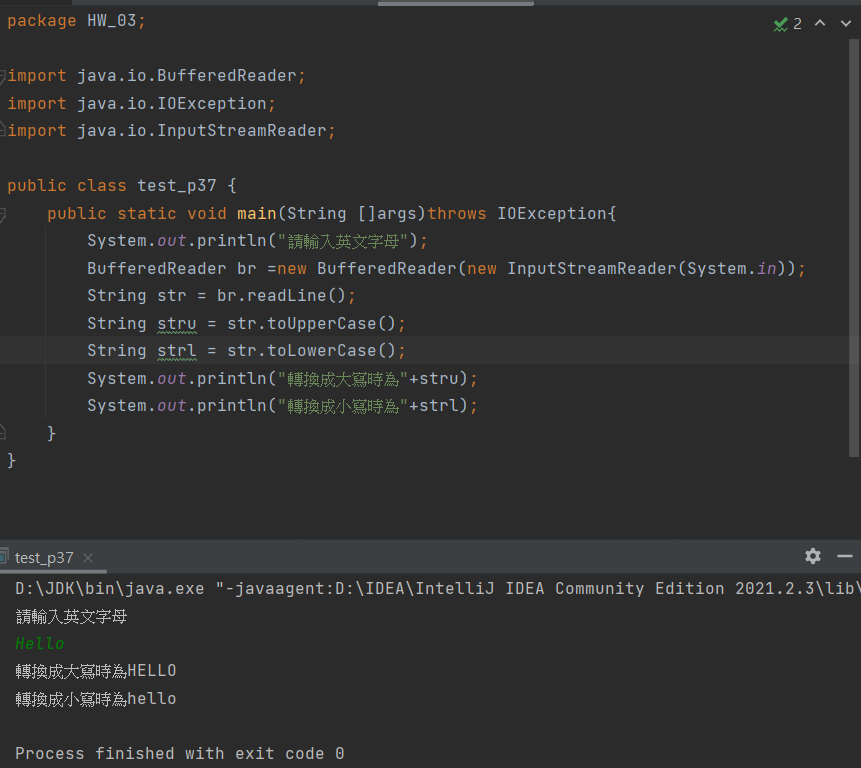 package HW_03;
2
import java.io.BufferedReader;
import java.io.IOException;
import java.io.InputStreamReader;
public class test_p37 {
public static void main(String []args)throws IOException{
System.out.println("請輸入英文字母");
BufferedReader br =new BufferedReader(new InputStreamReader(System.in));
String str = br.readLine();
String stru = str.toUpperCase();
String strl = str.toLowerCase();
System.out.println("轉換成大寫時為"+stru);
System.out.println("轉換成小寫時為"+strl);
}
}
test_p37
D:\JDK\bin\java.exe "-javaagent:D:\IDEA\IntelliJ IDEA Community Edition 2021.2.3\lib\
請輸入英文字母
Hello
轉換成大寫時為HELLO
轉換成小寫時為hello
Process finished with exit code 0